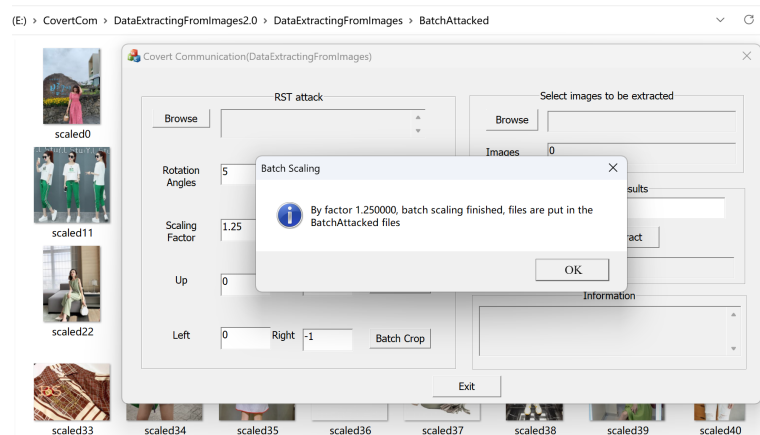 (E:) > CovertCom > DataExtractingFromImages2.0 > DataExtractingFromImages > BatchAttacked
Covert Communication(DataExtractingFromImages)
RST attack
Select images to be extracted
Browse
Browse
scaled0
Images
0
Rotation
Angles
5
Batch Scaling
sults
By factor 1.250000, batch scaling finished, files are put in the
BatchAttacked files
scaled11
Scaling
Factor
1.25
ract
OK
Up
0
Information
scaled22
Left
0
Right
-1
Batch Crop
Exit
scaled33
scaled34
scaled35
scaled36
scaled37
scaled38
scaled39
scaled40